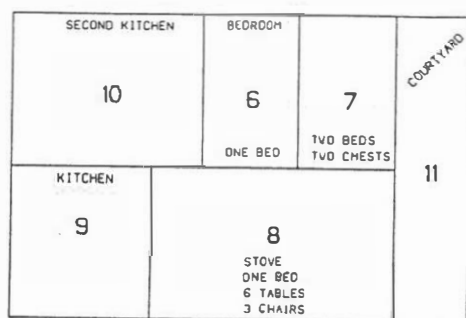 SECOND KITCHEN
10
BEDROOM
6
ONE BED
7
TWO BEDS
TWO CHESTS
COURTYARD
11
KITCHEN
9
8
STOVE
ONE BED
6 TABLES
3 CHAIRS